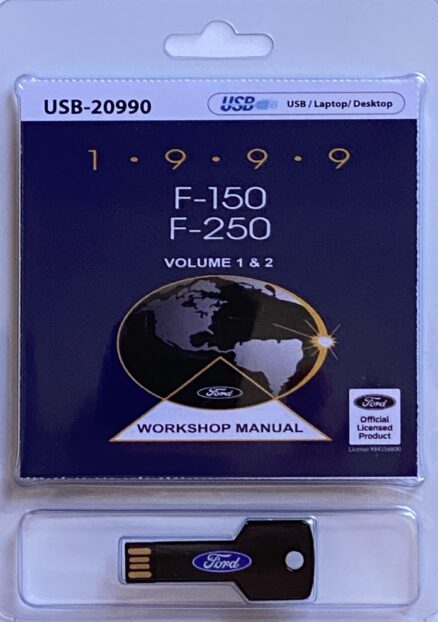 USB-20990
USB
USB / Laptop/ Desktop
1 • 9 • 9 • 9
F-150
F-250
VOLUME 1 & 2
Ford
WORKSHOP MANUAL
Ford
Official
Licensed
Product
Ford